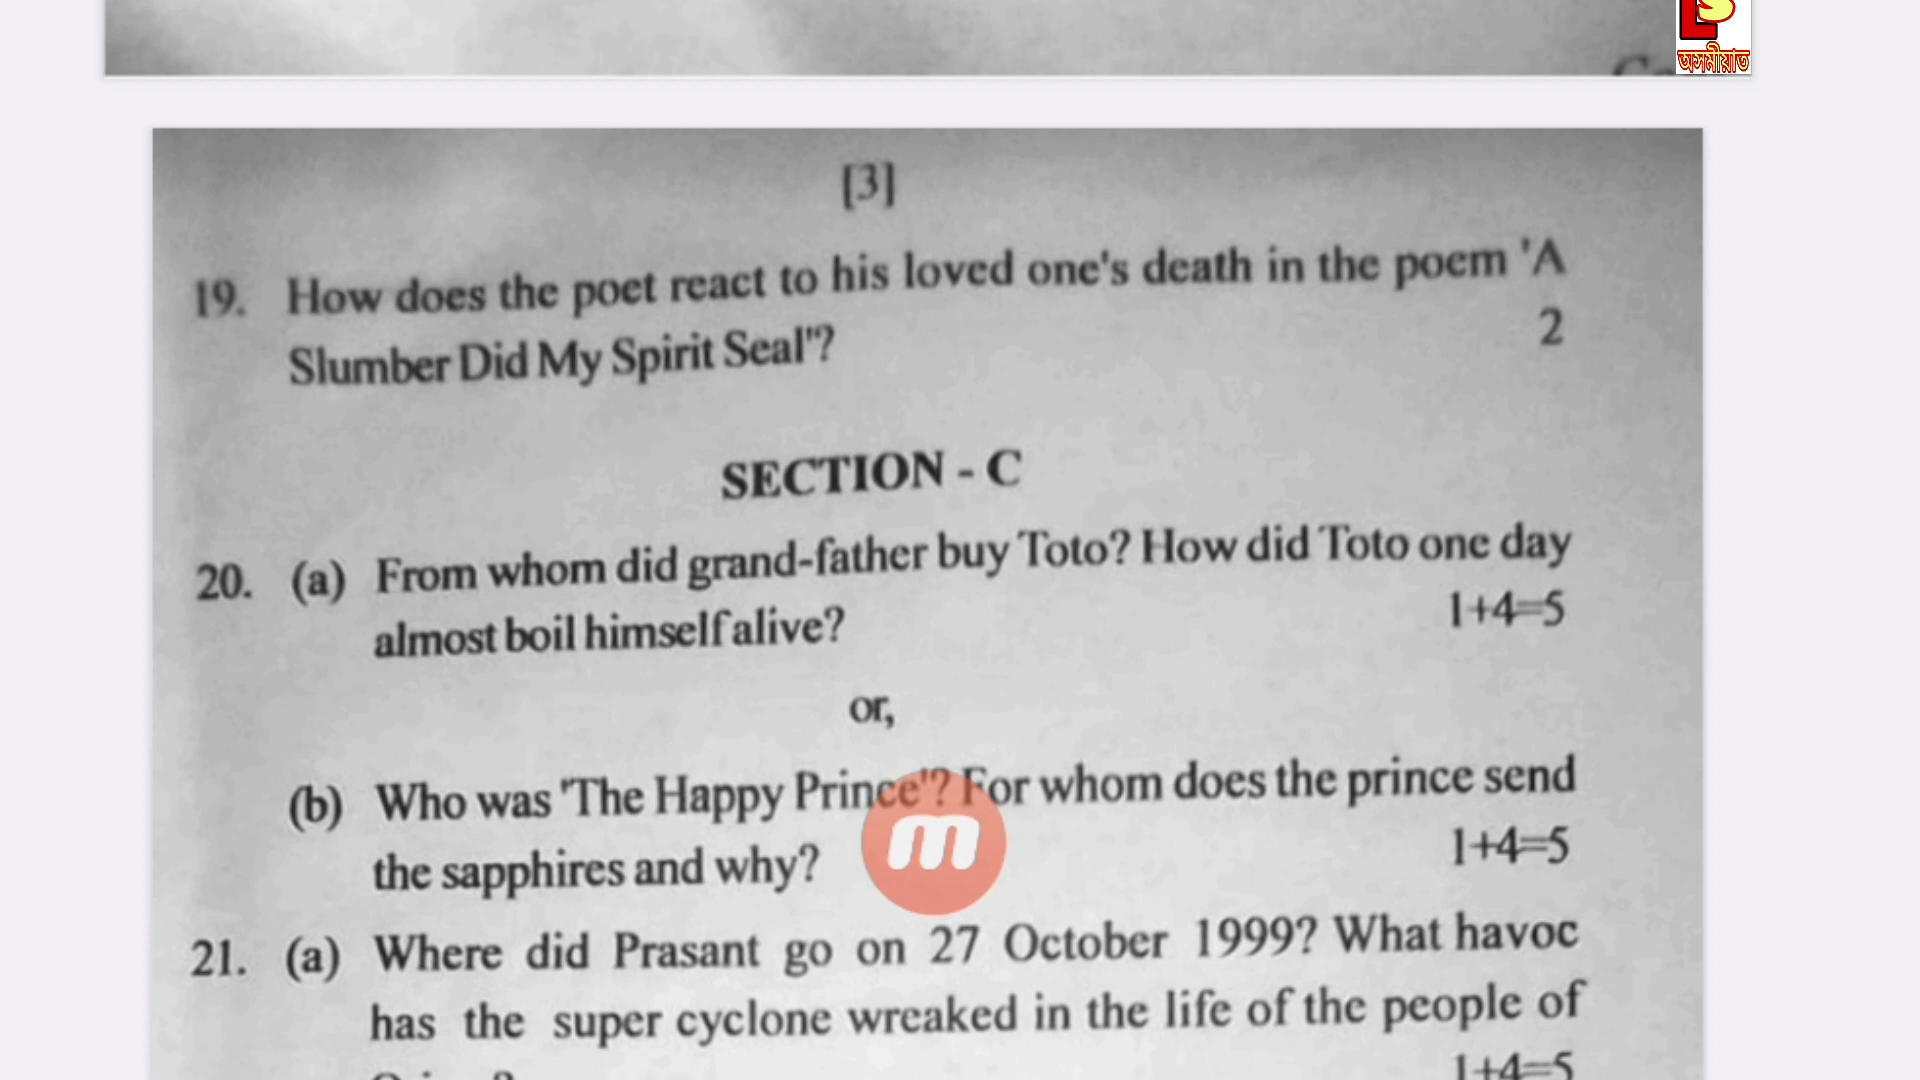 অসমীয়াত
[3]
19. How does the poet react to his loved one's death in the poem 'A
Slumber Did My Spirit Seal'? 2
SECTION - C
20. (a) From whom did grand-father buy Toto? How did Toto one day
almost boil himself alive? 1+4=5
or,
(b) Who was 'The Happy Prince'? For whom does the prince send
the sapphires and why? 1+4=5
21. (a) Where did Prasant go on 27 October 1999? What havoc
has the super cyclone wreaked in the life of the people of
1+4=5